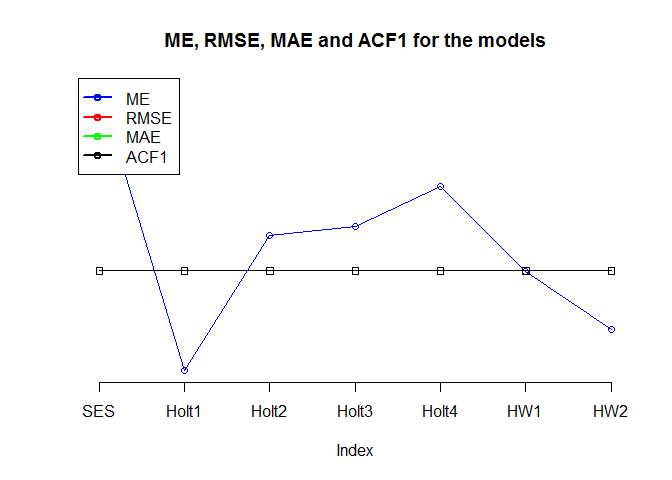 ME, RMSE, MAE and ACF1 for the models
ME
RMSE
MAE
ACF1
SES Holt1 Holt2 Holt3 Holt4 HW1 HW2
Index